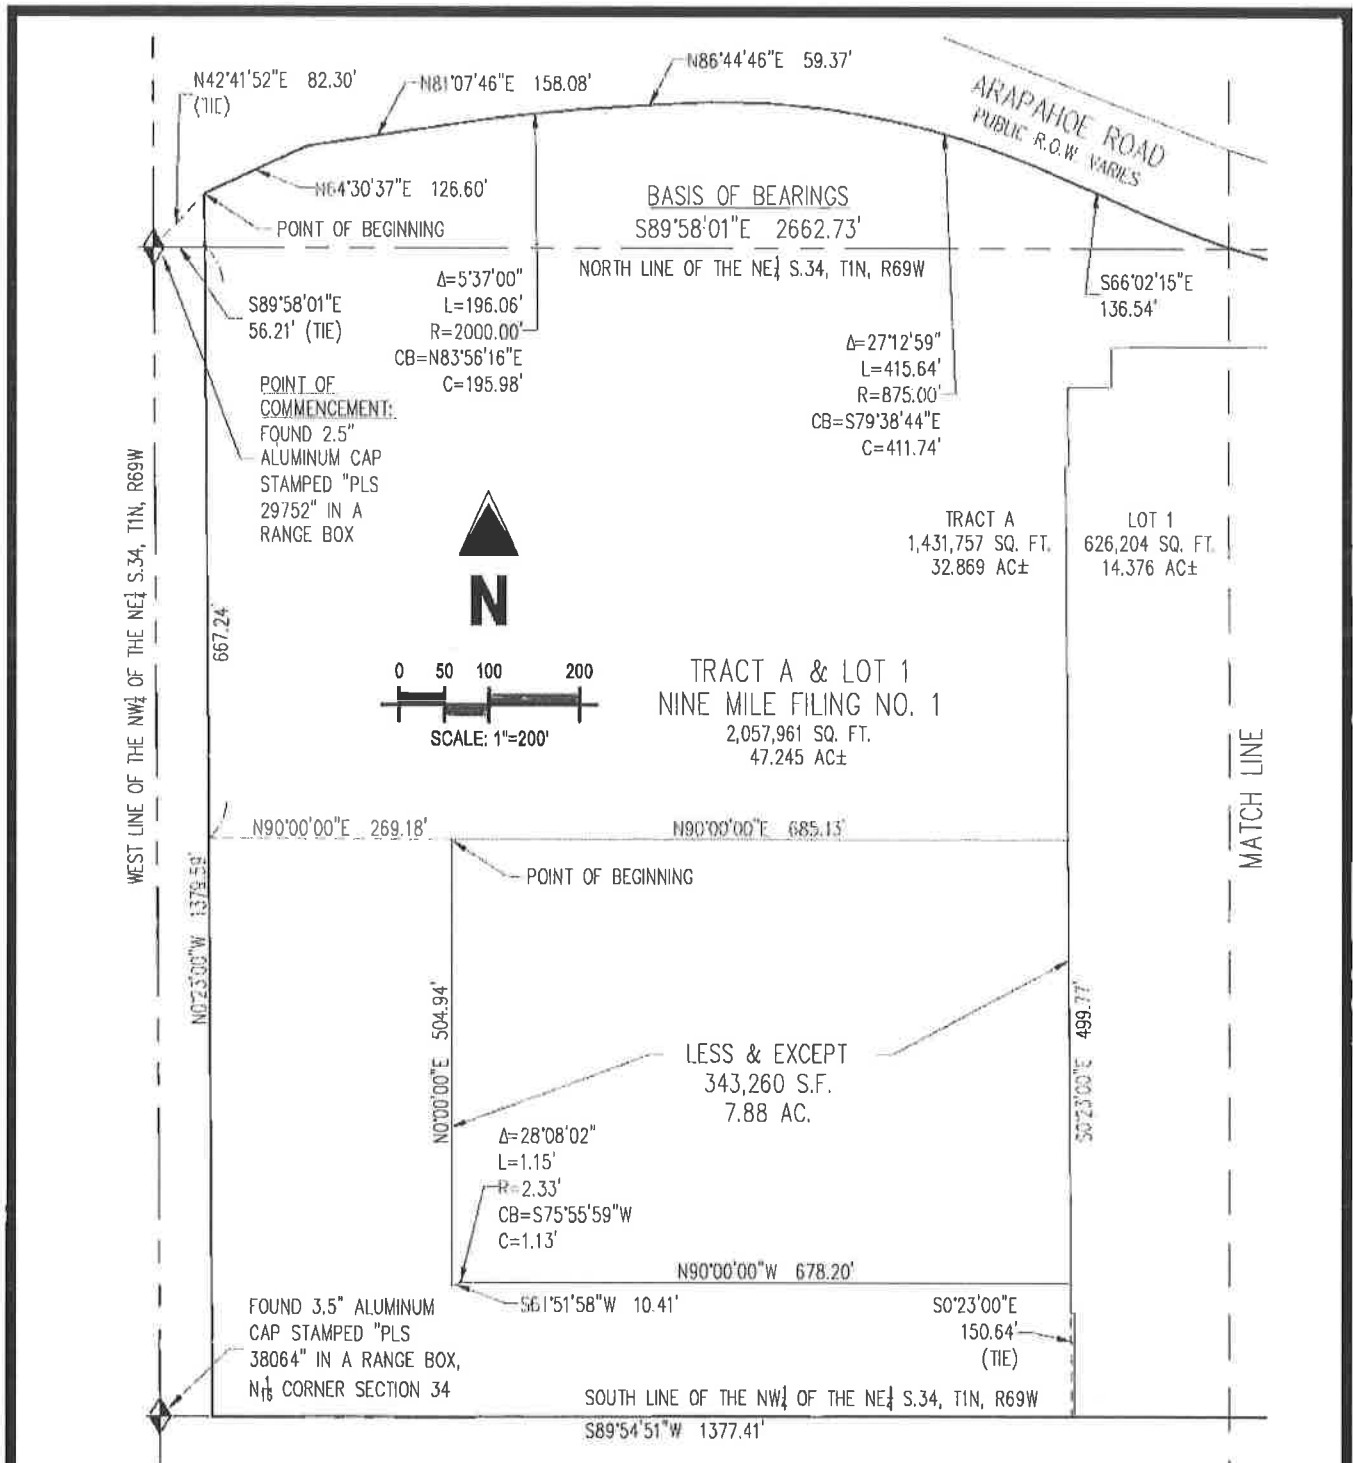 N86°44'46"E 59.37'
N42°41'52"E 82.30'
(TIE)
N81°07'46"E 158.08'
ARAPAHOE ROAD
PUBLIC R.O.W. VARIES
N64°30'37"E 126.60'
POINT OF BEGINNING
BASIS OF BEARINGS
S89°58'01"E 2662.73'
NORTH LINE OF THE NE¼ S.34, T1N, R69W
S89°58'01"E
56.21' (TIE)
Δ=5°37'00"
L=196.06'
R=2000.00'
CB=N83°56'16"E
C=195.98'
S66°02'15"E
136.54'
Δ=27°12'59"
L=415.64'
R=875.00'
CB=S79°38'44"E
C=411.74'
POINT OF
COMMENCEMENT:
FOUND 2.5"
ALUMINUM CAP
STAMPED "PLS
29752" IN A
RANGE BOX
WEST LINE OF THE NW¼ OF THE NE¼ S.34, T1N, R69W
N
TRACT A
1,431,757 SQ. FT.
32.869 AC±
LOT 1
626,204 SQ. FT.
14.376 AC±
667.24'
0 50 100 200
SCALE: 1"=200'
TRACT A & LOT 1
NINE MILE FILING NO. 1
2,057,961 SQ. FT.
47.245 AC±
MATCH LINE
N90°00'00"E 269.18'
N90°00'00"E 685.13'
POINT OF BEGINNING
N0°23'00"W 1379.59'
N0°00'00"E 504.94'
S0°23'00"E 499.77'
LESS & EXCEPT
343,260 S.F.
7.88 AC.
Δ=28°08'02"
L=1.15'
R=2.33'
CB=S75°55'59"W
C=1.13'
N90°00'00"W 678.20'
S61°51'58"W 10.41'
FOUND 3.5" ALUMINUM
CAP STAMPED "PLS
38064" IN A RANGE BOX,
N1/16 CORNER SECTION 34
S0°23'00"E
150.64'
(TIE)
SOUTH LINE OF THE NW¼ OF THE NE¼ S.34, T1N, R69W
S89°54'51"W 1377.41'